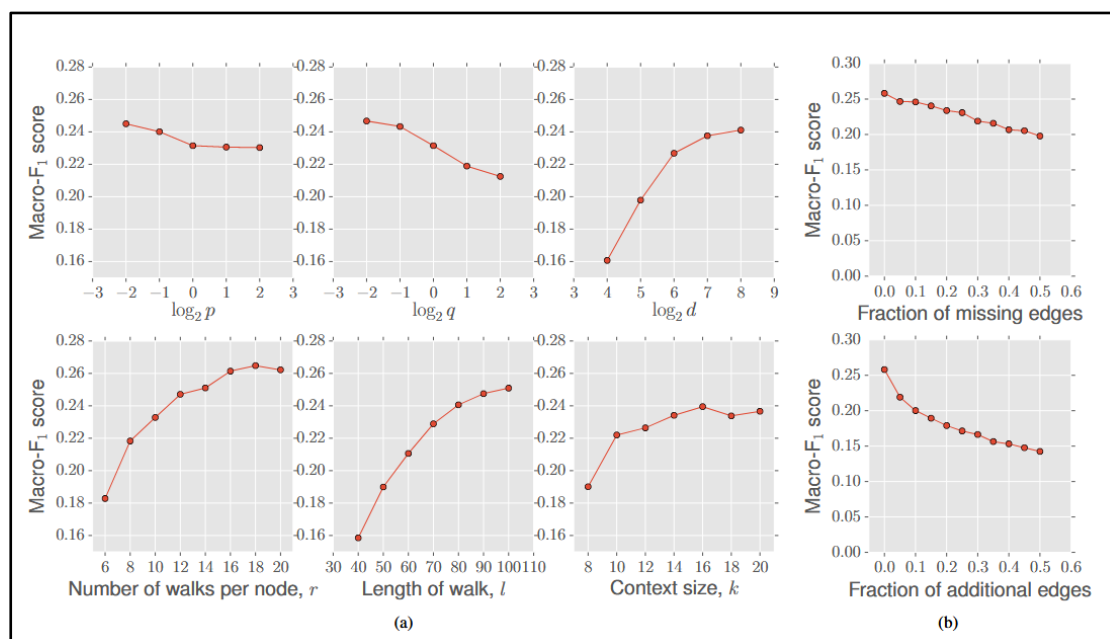 0.28 0.28 0.28 0.30
0.26 0.26 0.26 0.25
0.24 0.24 0.24 0.20
0.22 0.22 0.22 0.15
0.20 0.20 0.20 0.10
0.18 0.18 0.18 0.05
0.16 0.16 0.16 0.00
Macro-F₁ score
Macro-F₁ score
−3 −2 −1 0 1 2 3
−3 −2 −1 0 1 2 3
3 4 5 6 7 8 9
0.0 0.1 0.2 0.3 0.4 0.5 0.6
log₂ p
log₂ q
log₂ d
Fraction of missing edges
0.28 0.28 0.28 0.30
0.26 0.26 0.26 0.25
0.24 0.24 0.24 0.20
0.22 0.22 0.22 0.15
0.20 0.20 0.20 0.10
0.18 0.18 0.18 0.05
0.16 0.16 0.16 0.00
Macro-F₁ score
Macro-F₁ score
6 8 10 12 14 16 18 20
30 40 50 60 70 80 90 100 110
8 10 12 14 16 18 20
0.0 0.1 0.2 0.3 0.4 0.5 0.6
Number of walks per node, r
Length of walk, l
Context size, k
Fraction of additional edges
(a)
(b)